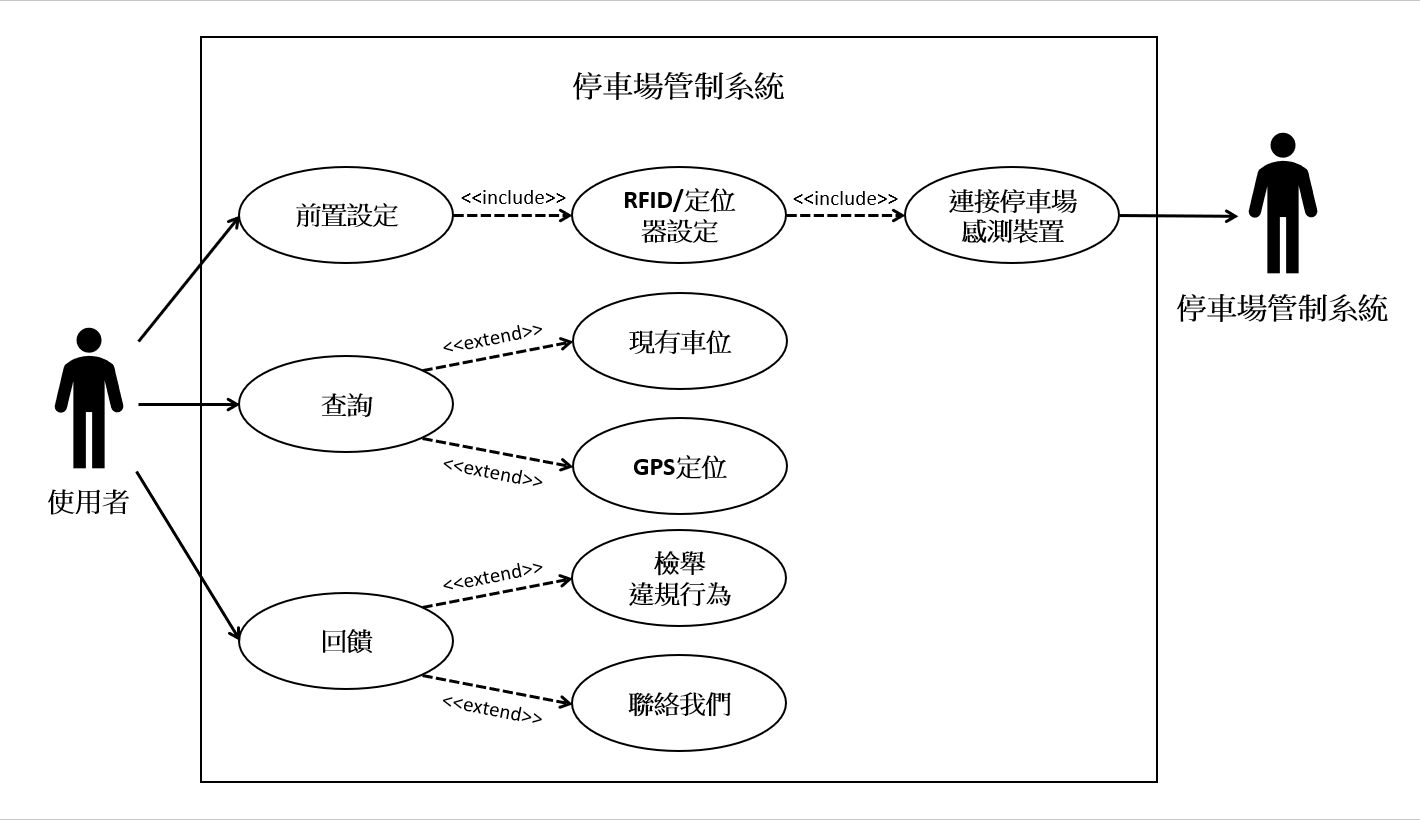 停車場管制系統
前置設定
<<include>>
RFID/定位
器設定
<<include>>
連接停車場
感測裝置
停車場管制系統
<<extend>>
現有車位
查詢
<<extend>>
GPS定位
使用者
<<extend>>
檢舉
違規行為
回饋
<<extend>>
聯絡我們